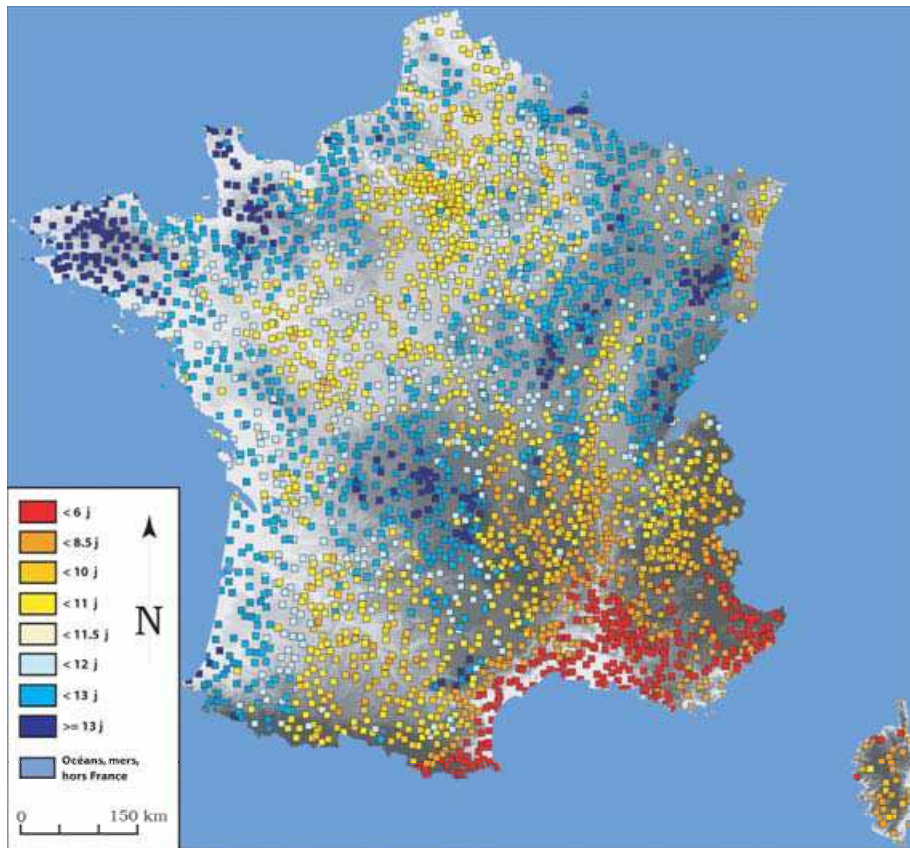 < 6 j
< 8.5 j
< 10 j
< 11 j
< 11.5 j
< 12 j
< 13 j
>= 13 j
Océans, mers,
hors France
N
0 150 km